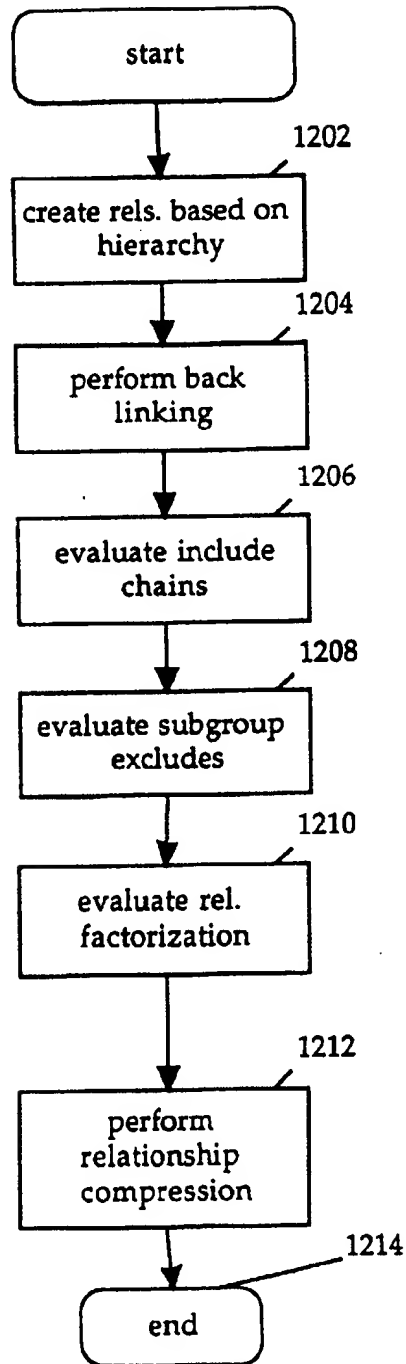 start
1202
create rels. based on
hierarchy
1204
perform back
linking
1206
evaluate include
chains
1208
evaluate subgroup
excludes
1210
evaluate rel.
factorization
1212
perform
relationship
compression
1214
end